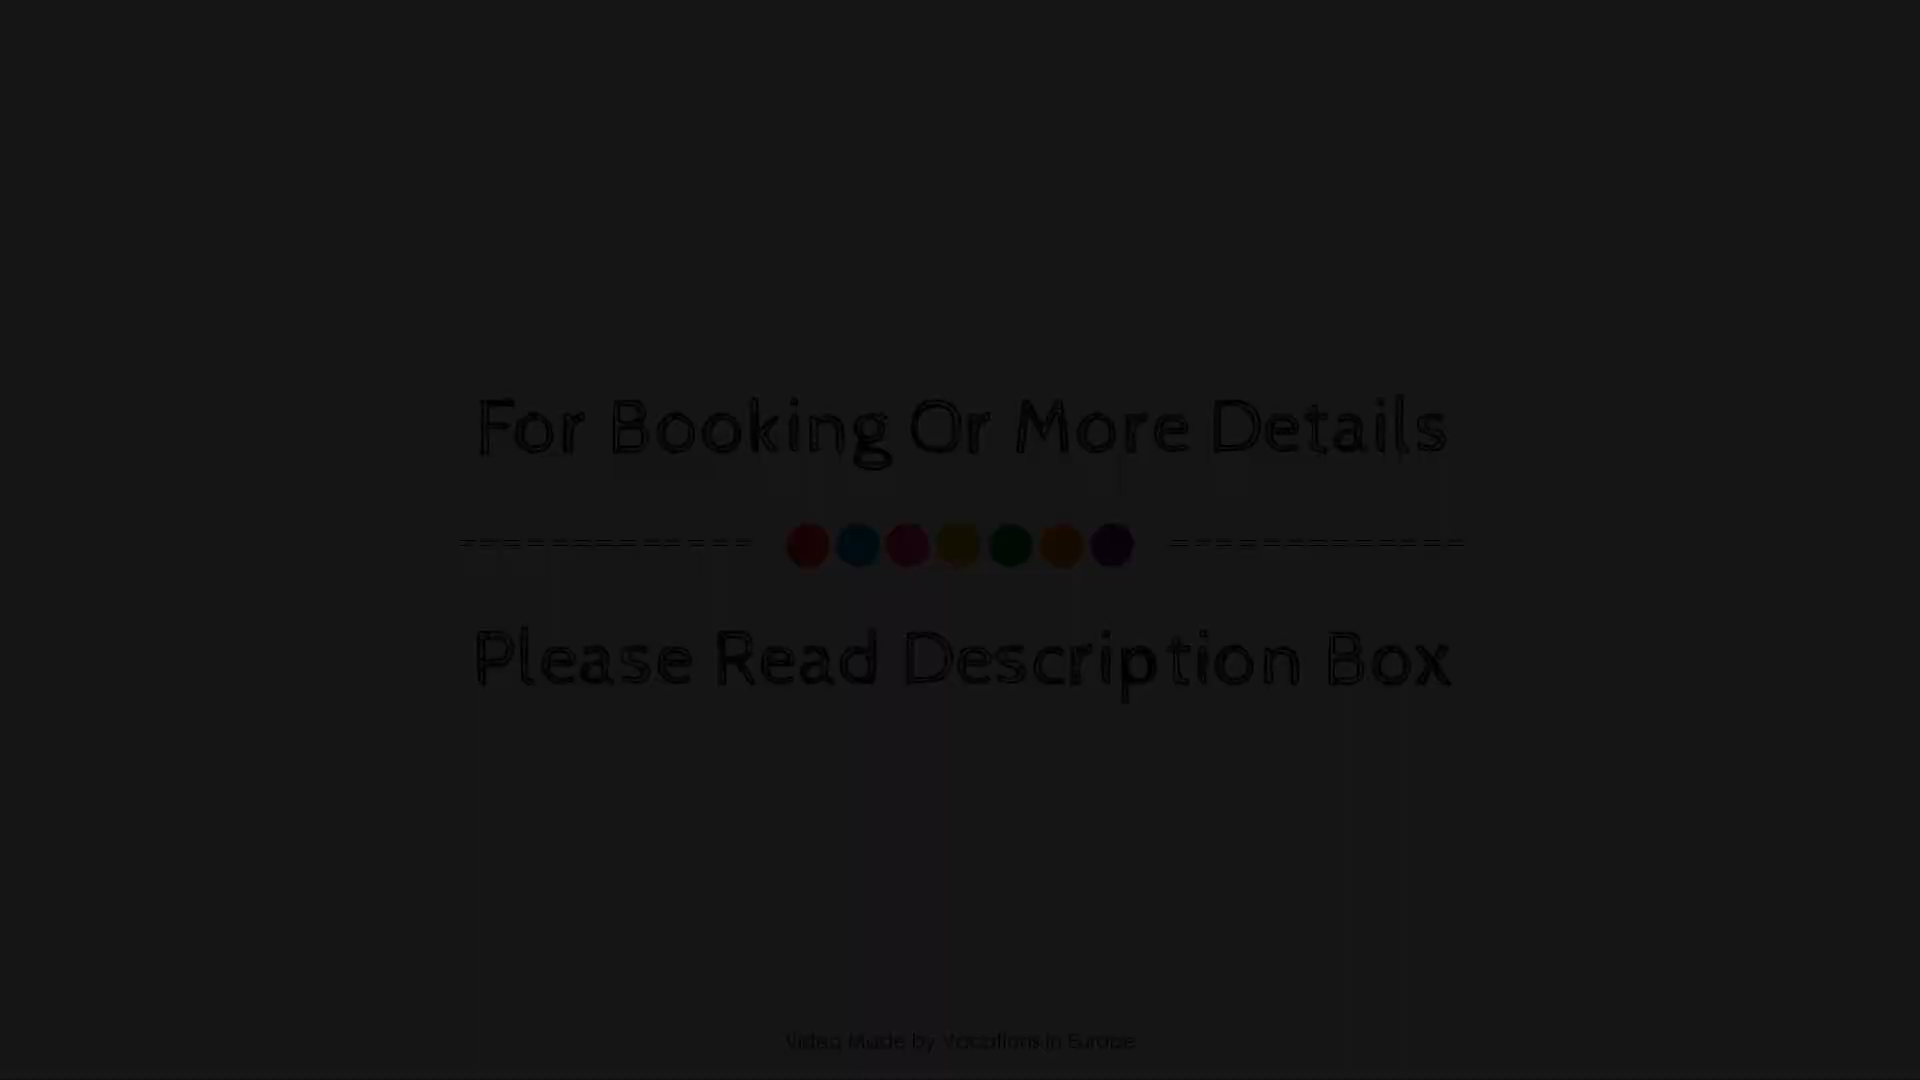 For Booking Or More Details
Please Read Description Box
Video Made by Vacations in Europe